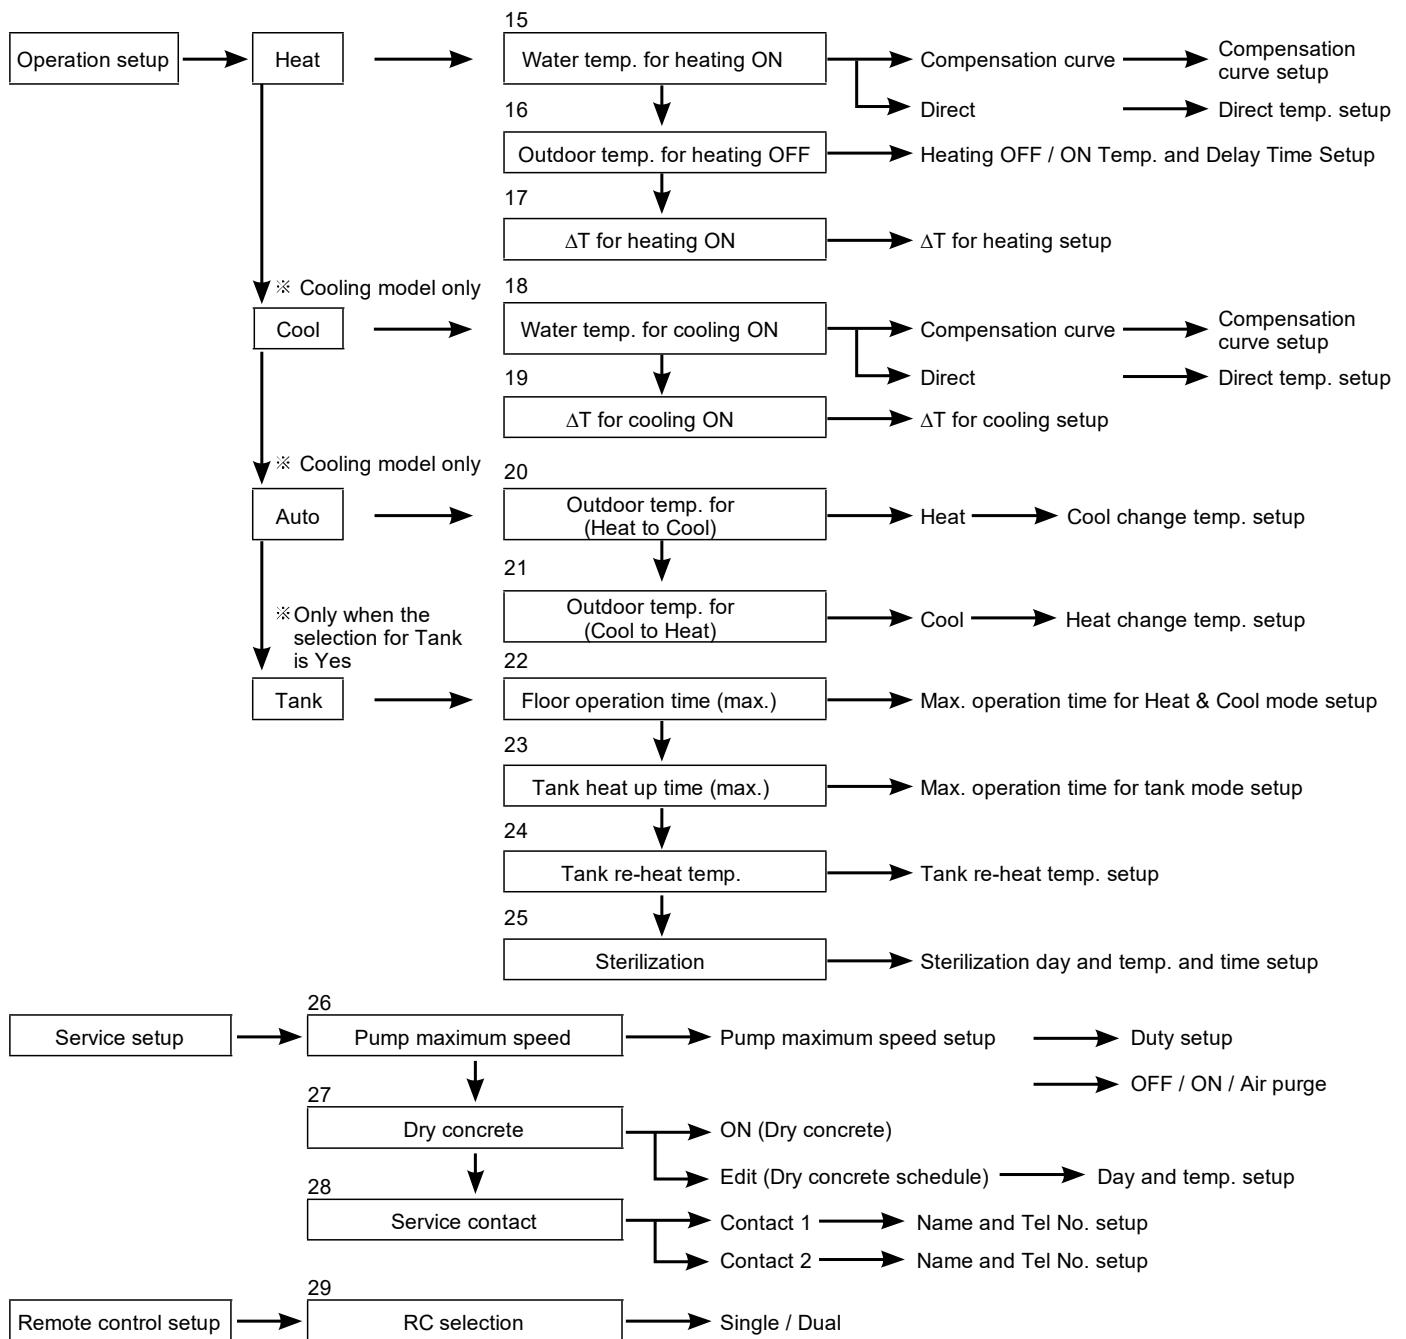 15
Operation setup
Heat
Water temp. for heating ON
Compensation curve
Compensation
curve setup
Direct
Direct temp. setup
16
Outdoor temp. for heating OFF
Heating OFF / ON Temp. and Delay Time Setup
17
ΔT for heating ON
ΔT for heating setup
※ Cooling model only
18
Cool
Water temp. for cooling ON
Compensation curve
Compensation
curve setup
Direct
Direct temp. setup
19
ΔT for cooling ON
ΔT for cooling setup
※ Cooling model only
20
Auto
Outdoor temp. for
(Heat to Cool)
Heat
Cool change temp. setup
21
Outdoor temp. for
(Cool to Heat)
Cool
Heat change temp. setup
※Only when the
selection for Tank
is Yes
22
Tank
Floor operation time (max.)
Max. operation time for Heat & Cool mode setup
23
Tank heat up time (max.)
Max. operation time for tank mode setup
24
Tank re-heat temp.
Tank re-heat temp. setup
25
Sterilization
Sterilization day and temp. and time setup
26
Service setup
Pump maximum speed
Pump maximum speed setup
Duty setup
OFF / ON / Air purge
27
Dry concrete
ON (Dry concrete)
Edit (Dry concrete schedule)
Day and temp. setup
28
Service contact
Contact 1
Name and Tel No. setup
Contact 2
Name and Tel No. setup
29
Remote control setup
RC selection
Single / Dual